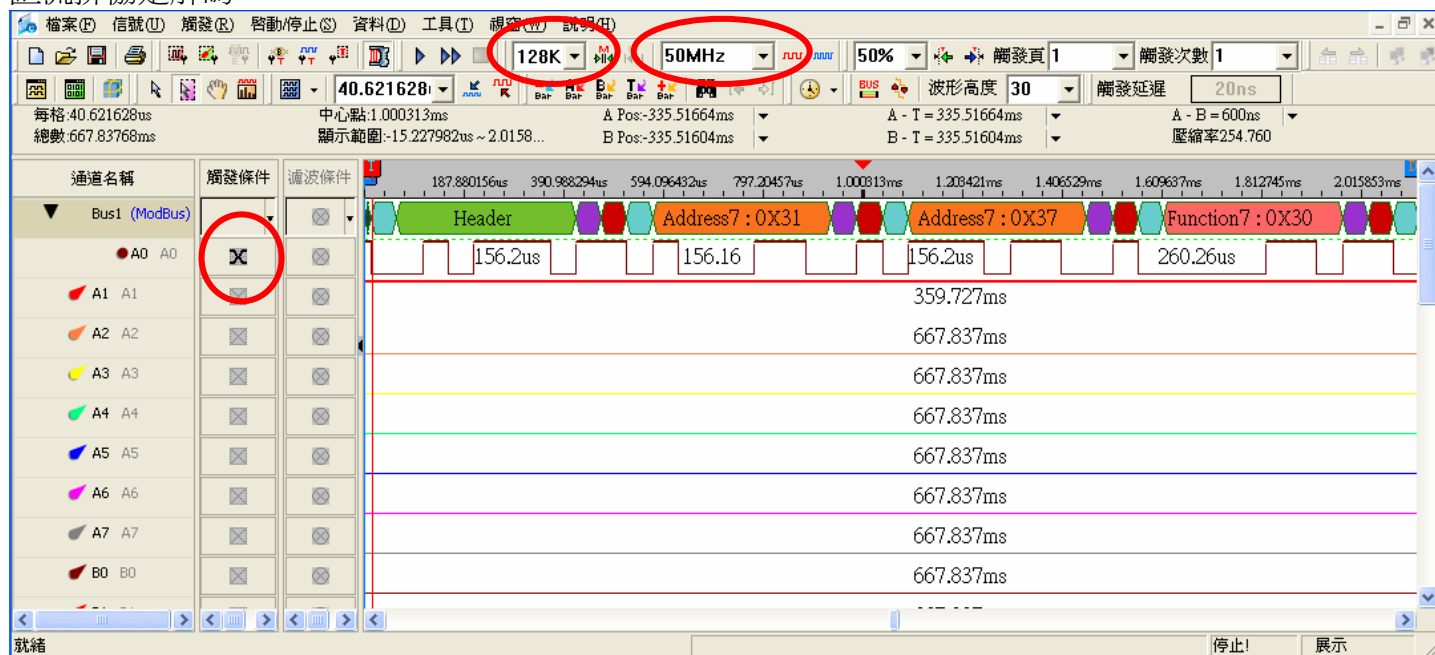 檔案(F) 信號(U) 觸發(R) 啓動/停止(S) 資料(D) 工具(T) 視窗(W) 説明(H)
128K 50MHz 50% 觸發頁 1 觸發次數 1
40.621628 Bar Bar Bar Bar Bar BUS 波形高度 30 觸發延遲 20ns
每格:40.621628us 中心點:1.000313ms A Pos:-335.51664ms A - T = 335.51664ms A - B = 600ns
總數:667.83768ms 顯示範圍:-15.227982us ~ 2.0158... B Pos:-335.51604ms B - T = 335.51604ms 壓縮率254.760
通道名稱 觸發條件 濾波條件 187.880156us 390.988294us 594.096432us 797.20457us 1.000313ms 1.203421ms 1.406529ms 1.609637ms 1.812745ms 2.015853ms
Bus1 (ModBus) Header Address7 : 0X31 Address7 : 0X37 Function7 : 0X30
A0 A0 156.2us 156.16 156.2us 260.26us
A1 A1 359.727ms
A2 A2 667.837ms
A3 A3 667.837ms
A4 A4 667.837ms
A5 A5 667.837ms
A6 A6 667.837ms
A7 A7 667.837ms
B0 B0 667.837ms
就緒 停止! 展示